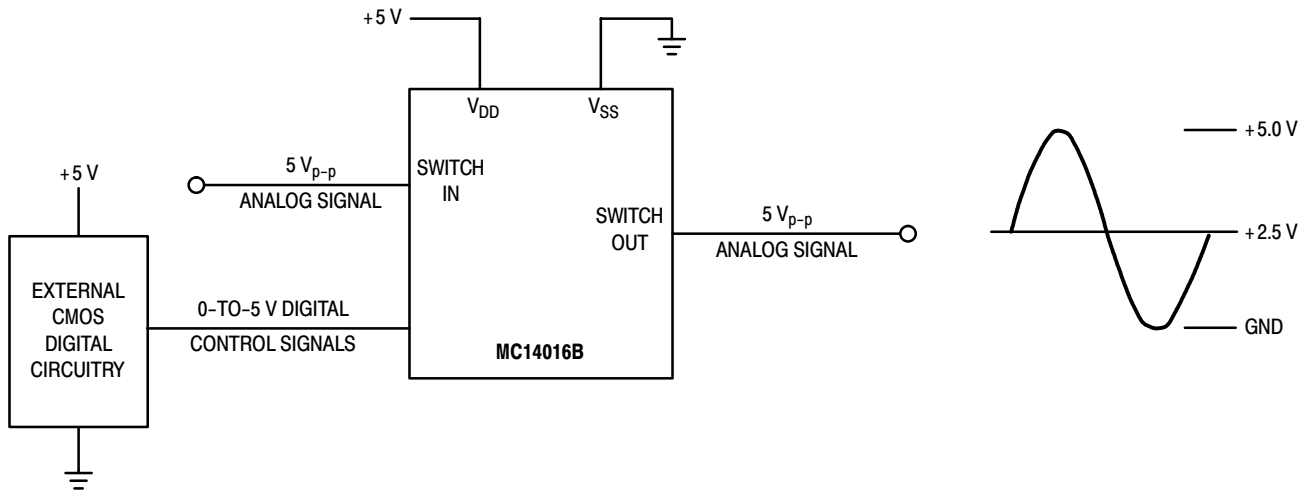 +5 V
V_DD
V_SS
5 V_p–p
ANALOG SIGNAL
SWITCH
IN
+5 V
EXTERNAL
CMOS
DIGITAL
CIRCUITRY
0–TO–5 V DIGITAL
CONTROL SIGNALS
SWITCH
OUT
5 V_p–p
ANALOG SIGNAL
MC14016B
+5.0 V
+2.5 V
GND